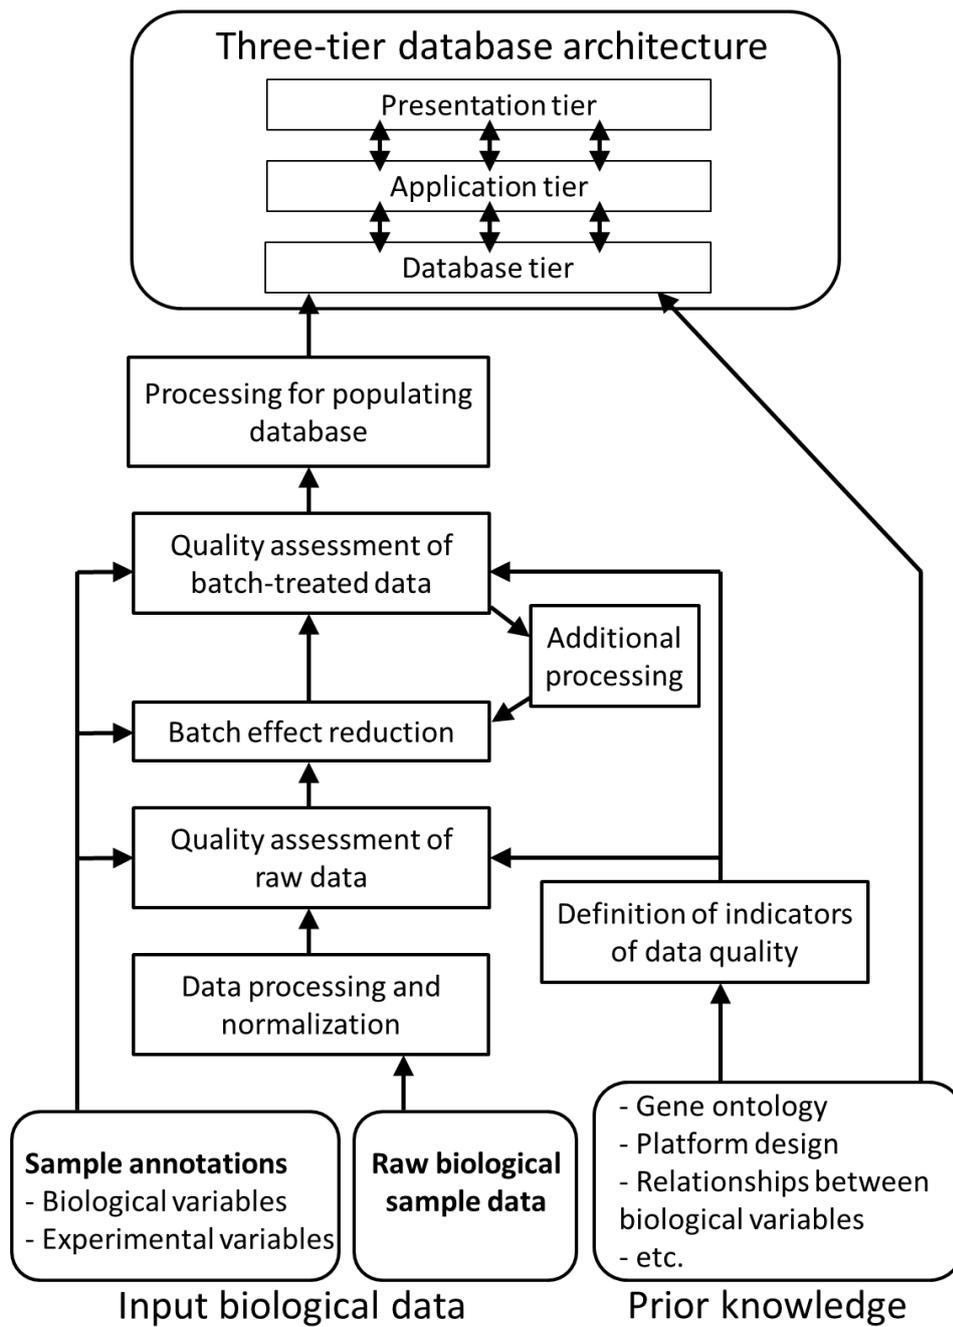 Three-tier database architecture
Presentation tier
Application tier
Database tier
Processing for populating
database
Quality assessment of
batch-treated data
Additional
processing
Batch effect reduction
Quality assessment of
raw data
Definition of indicators
of data quality
Data processing and
normalization
Sample annotations
- Biological variables
- Experimental variables
Raw biological
sample data
- Gene ontology
- Platform design
- Relationships between
biological variables
- etc.
Input biological data
Prior knowledge